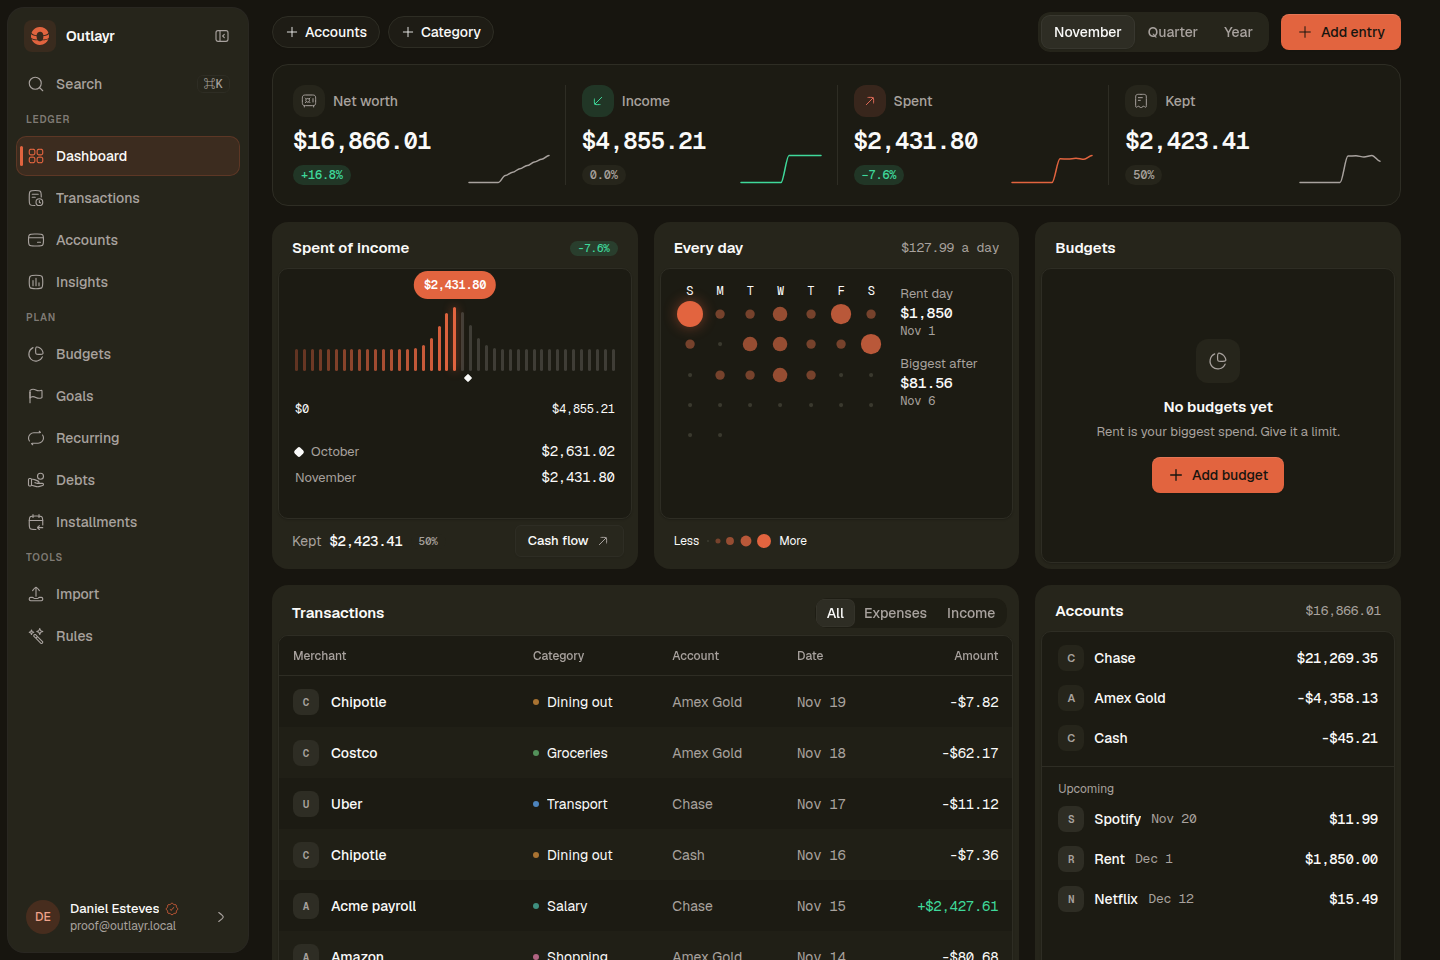 Outlayr
Search ⌘K
LEDGER
Dashboard
Transactions
Accounts
Insights
PLAN
Budgets
Goals
Recurring
Debts
Installments
TOOLS
Import
Rules
DE
Daniel Esteves
proof@outlayr.local
Accounts Category
November Quarter Year
Add entry
Net worth
$16,866.01
+16.8%
Income
$4,855.21
0.0%
Spent
$2,431.80
-7.6%
Kept
$2,423.41
50%
Spent of income -7.6%
$2,431.80
$0 $4,855.21
October $2,631.02
November $2,431.80
Kept $2,423.41 50% Cash flow
Every day $127.99 a day
S M T W T F S
Rent day
$1,850
Nov 1
Biggest after
$81.56
Nov 6
Less More
Budgets
No budgets yet
Rent is your biggest spend. Give it a limit.
Add budget
Transactions All Expenses Income
Merchant Category Account Date Amount
C Chipotle Dining out Amex Gold Nov 19 -$7.82
C Costco Groceries Amex Gold Nov 18 -$62.17
U Uber Transport Chase Nov 17 -$11.12
C Chipotle Dining out Cash Nov 16 -$7.36
A Acme payroll Salary Chase Nov 15 +$2,427.61
A Amazon Shopping Amex Gold Nov 14 -$80.68
Accounts $16,866.01
C Chase $21,269.35
A Amex Gold -$4,358.13
C Cash -$45.21
Upcoming
S Spotify Nov 20 $11.99
R Rent Dec 1 $1,850.00
N Netflix Dec 12 $15.49